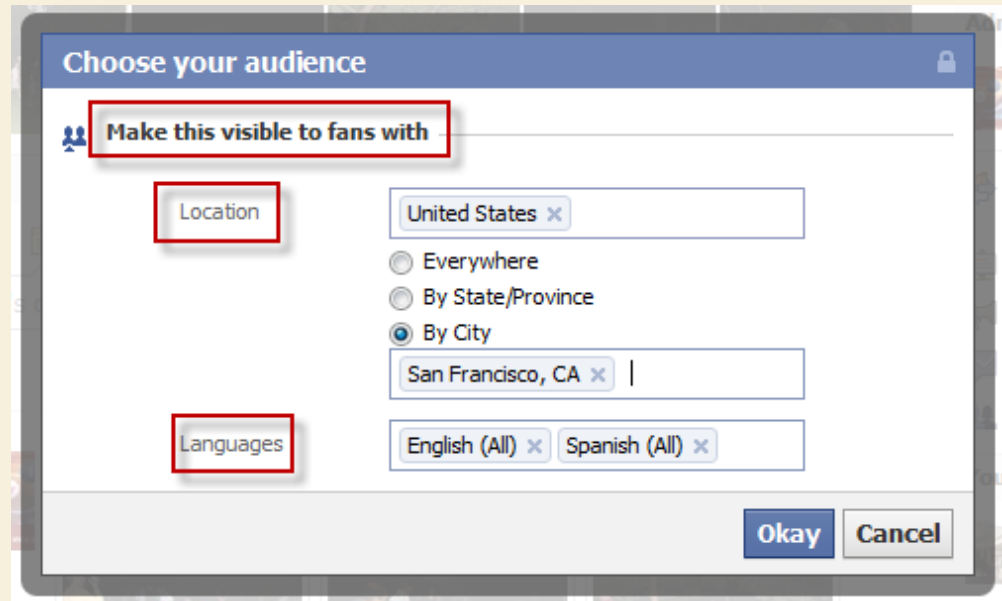 Choose your audience
Make this visible to fans with
Location
United States
Everywhere
By State/Province
By City
San Francisco, CA
Languages
English (All) Spanish (All)
Okay Cancel